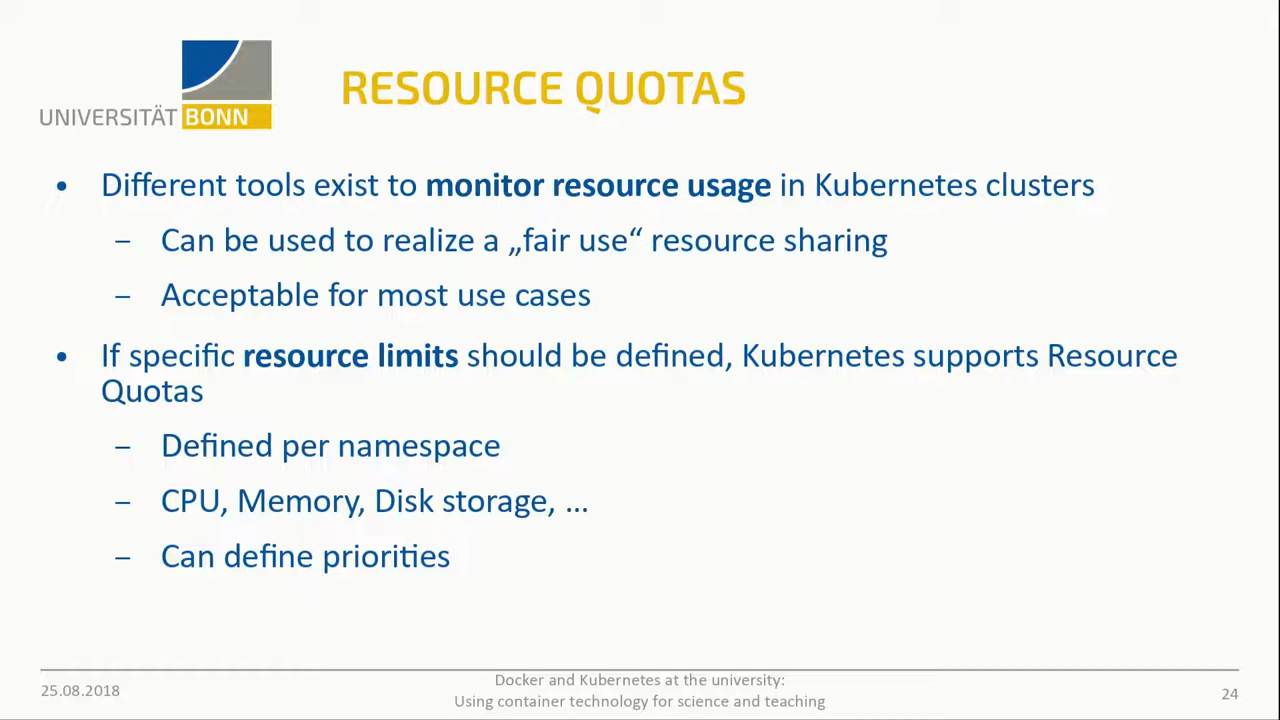 UNIVERSITÄT BONN
RESOURCE QUOTAS
• Different tools exist to monitor resource usage in Kubernetes clusters
– Can be used to realize a „fair use“ resource sharing
– Acceptable for most use cases
• If specific resource limits should be defined, Kubernetes supports Resource
Quotas
– Defined per namespace
– CPU, Memory, Disk storage, ...
– Can define priorities
25.08.2018
Docker and Kubernetes at the university:
Using container technology for science and teaching
24